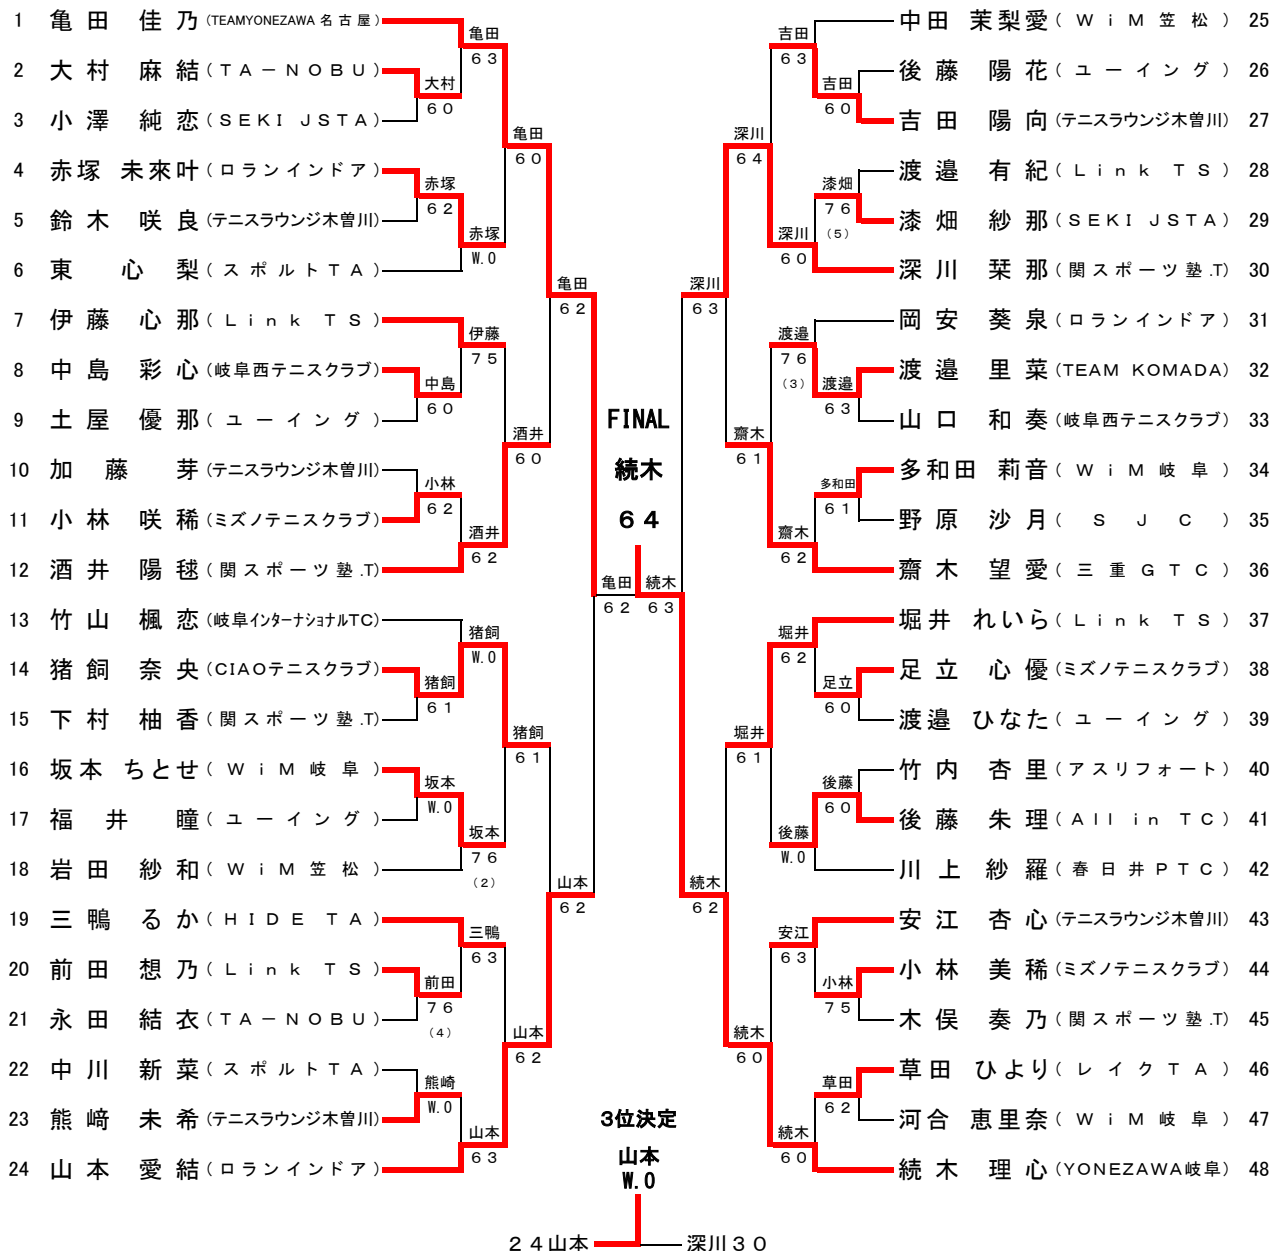 1 亀田 佳乃 (TEAMYONEZAWA 名古屋)
2 大村 麻結 (TA－NOBU)
3 小澤 純恋 (SEKI JSTA)
4 赤塚 未來叶 (ロランインドア)
5 鈴木 咲良 (テニスラウンジ木曽川)
6 東 心梨 (スポルトTA)
7 伊藤 心那 (Link TS)
8 中島 彩心 (岐阜西テニスクラブ)
9 土屋 優那 (ユーイング)
10 加藤 芽 (テニスラウンジ木曽川)
11 小林 咲稀 (ミズノテニスクラブ)
12 酒井 陽毬 (関スポーツ塾.T)
13 竹山 楓恋 (岐阜インターナショナルTC)
14 猪飼 奈央 (CIAOテニスクラブ)
15 下村 柚香 (関スポーツ塾.T)
16 坂本 ちとせ (WiM岐阜)
17 福井 瞳 (ユーイング)
18 岩田 紗和 (WiM笠松)
19 三鴨 るか (HIDE TA)
20 前田 想乃 (Link TS)
21 永田 結衣 (TA－NOBU)
22 中川 新菜 (スポルトTA)
23 熊﨑 未希 (テニスラウンジ木曽川)
24 山本 愛結 (ロランインドア)
大村
60
赤塚
62
中島
60
小林
62
猪飼
61
坂本
W.0
前田
76
(4)
熊崎
W.0
亀田
63
赤塚
W.0
伊藤
75
酒井
62
猪飼
W.0
坂本
76
(2)
三鴨
63
山本
63
亀田
60
酒井
60
猪飼
61
山本
62
亀田
62
山本
62
亀田
62
FINAL
続木
64
続木
63
深川
63
続木
62
深川
64
齋木
61
堀井
61
続木
60
吉田
63
深川
60
渡邉
76
(3)
齋木
62
堀井
62
後藤
W.0
安江
63
続木
60
吉田
60
漆畑
76
(5)
渡邉
63
多和田
61
足立
60
後藤
60
小林
75
草田
62
中田 茉梨愛 (WiM笠松) 25
後藤 陽花 (ユーイング) 26
吉田 陽向 (テニスラウンジ木曽川) 27
渡邉 有紀 (Link TS) 28
漆畑 紗那 (SEKI JSTA) 29
深川 栞那 (関スポーツ塾.T) 30
岡安 葵泉 (ロランインドア) 31
渡邉 里菜 (TEAM KOMADA) 32
山口 和奏 (岐阜西テニスクラブ) 33
多和田 莉音 (WiM岐阜) 34
野原 沙月 (SJC) 35
齋木 望愛 (三重GTC) 36
堀井 れいら (Link TS) 37
足立 心優 (ミズノテニスクラブ) 38
渡邉 ひなた (ユーイング) 39
竹内 杏里 (アスリフォート) 40
後藤 朱理 (All in TC) 41
川上 紗羅 (春日井PTC) 42
安江 杏心 (テニスラウンジ木曽川) 43
小林 美稀 (ミズノテニスクラブ) 44
木俣 奏乃 (関スポーツ塾.T) 45
草田 ひより (レイクTA) 46
河合 恵里奈 (WiM岐阜) 47
続木 理心 (YONEZAWA岐阜) 48
3位決定
山本
W.0
24山本 深川30